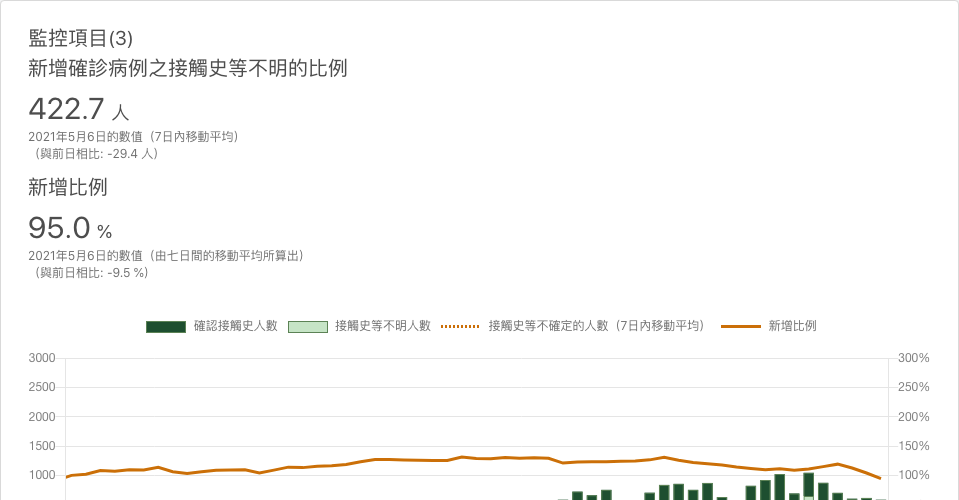 監控項目(3)
新增確診病例之接觸史等不明的比例
422.7 人
2021年5月6日的數值（7日內移動平均）
（與前日相比: -29.4 人）
新增比例
95.0 %
2021年5月6日的數值（由七日間的移動平均所算出）
（與前日相比: -9.5 %）
確認接觸史人數 接觸史等不明人數 接觸史等不確定的人數（7日內移動平均） 新增比例
3000 300%
2500 250%
2000 200%
1500 150%
1000 100%